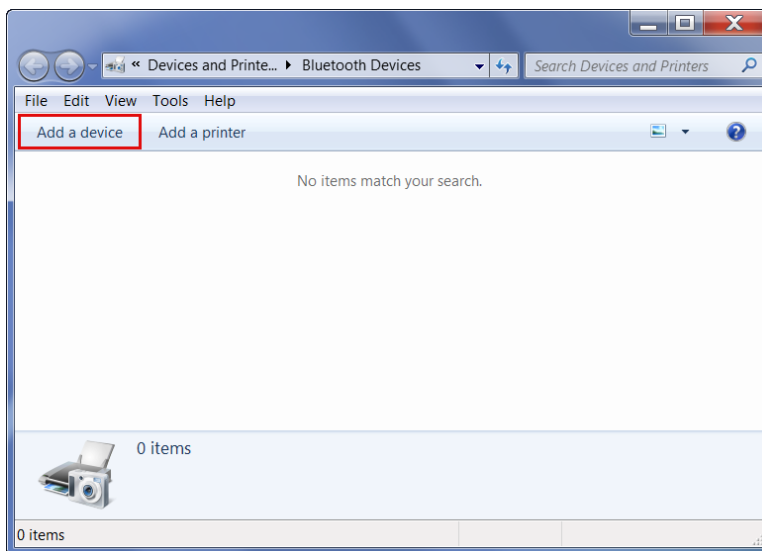 « Devices and Printe... Bluetooth Devices Search Devices and Printers
File Edit View Tools Help
Add a device Add a printer
No items match your search.
0 items
0 items